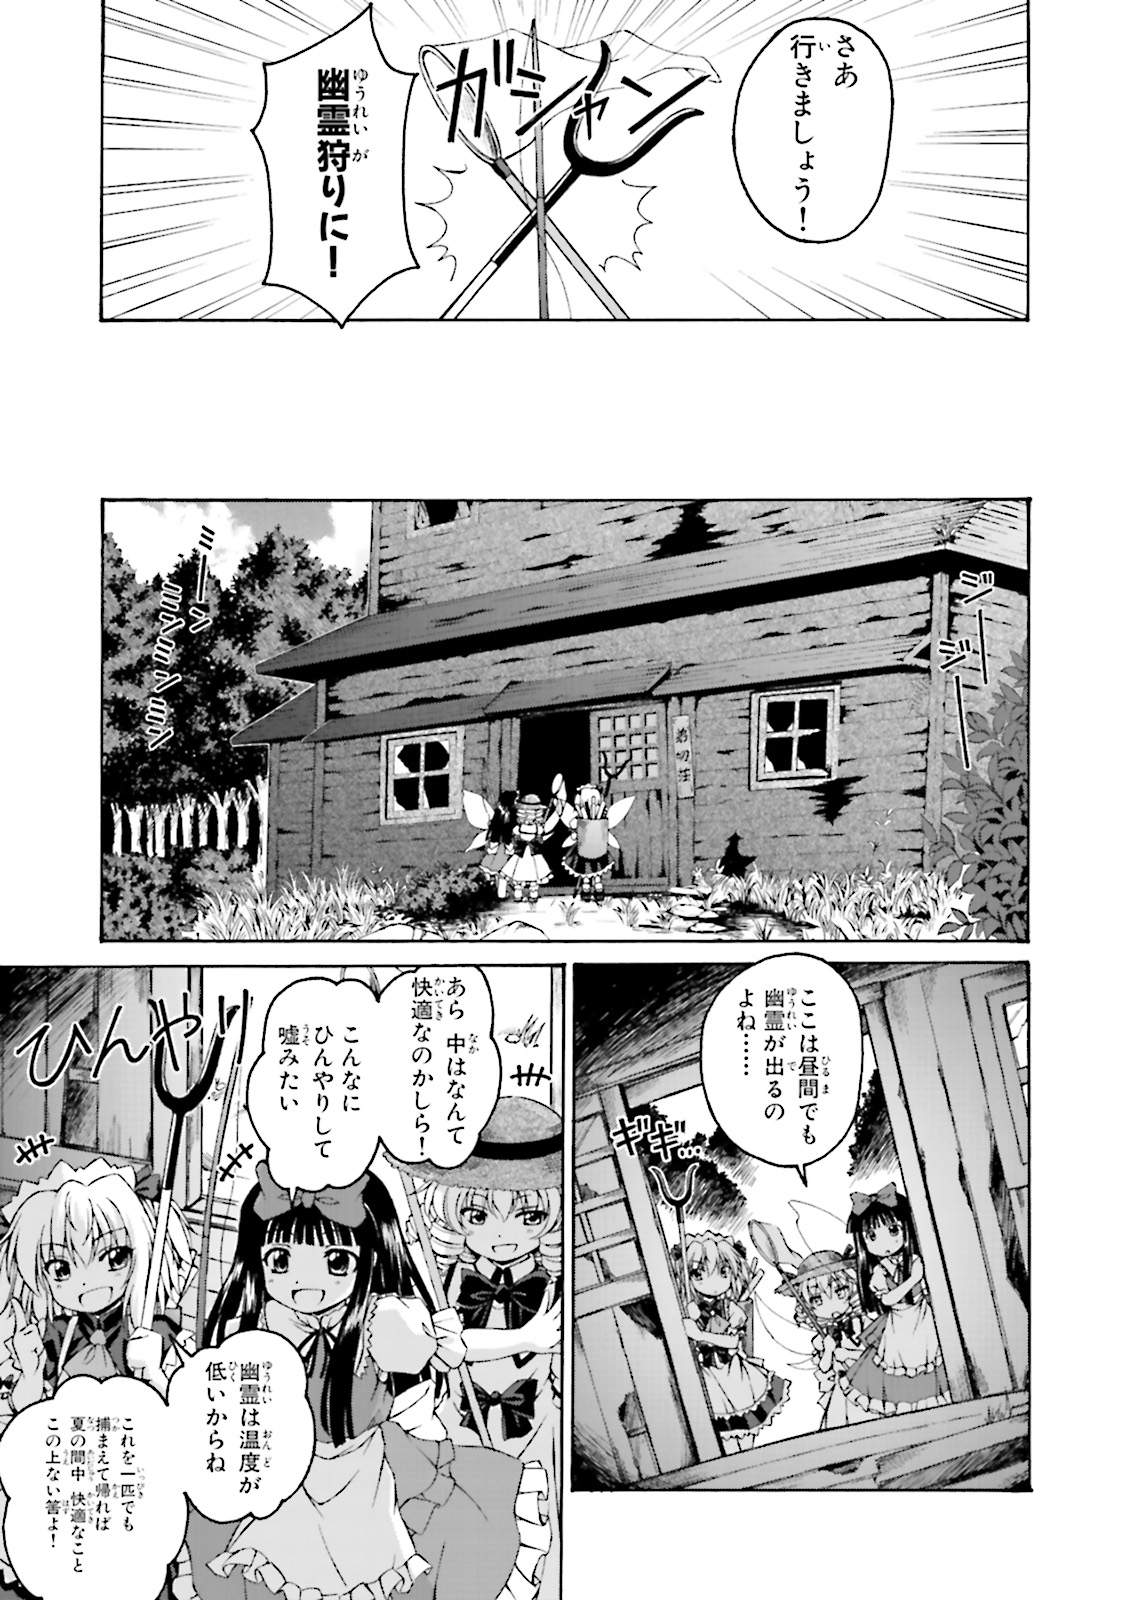 さあ
行きましょう！
ガシャン
幽霊狩りに！
ジー
ジー
ミーン
ミンミンミン
ミーン
若切荘
ここは昼間でも
幽霊が出るの
よね……
ギギ…
あら 中はなんて
快適なのかしら！
こんなに
ひんやりして
嘘みたい
ひんやり
幽霊は温度が
低いからね
これを一匹でも
捕まえて帰れば
夏の間中 快適なこと
この上ない筈よ！